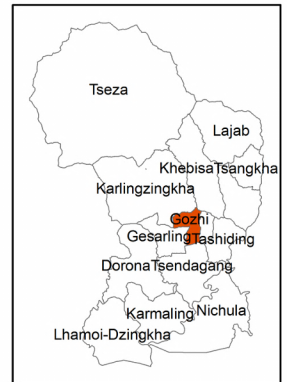 Tseza
Lajab
Khebisa
Tsangkha
Karlingzingkha
Gozhi
Gesarling
Tashiding
Dorona
Tsendagang
Karmaling
Nichula
Lhamoi-Dzingkha